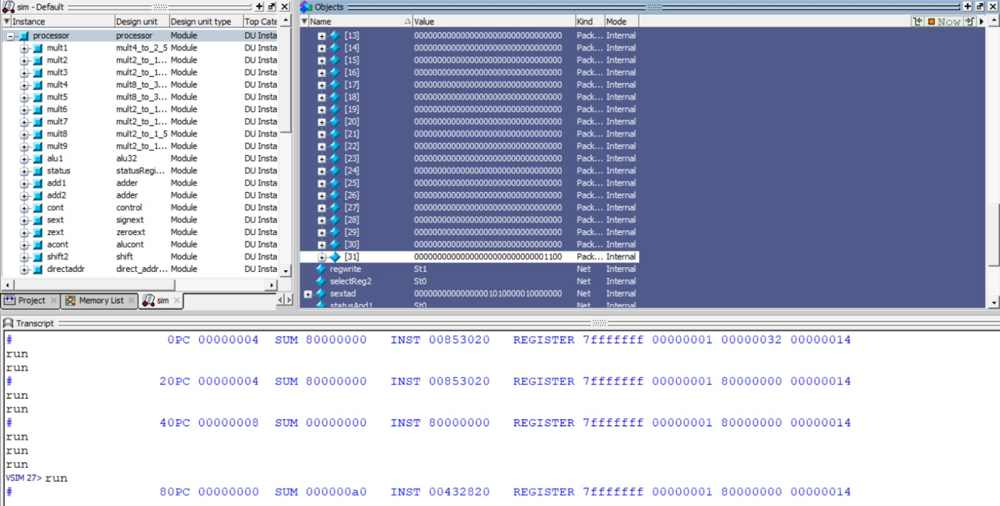 sim - Default
Instance Design unit Design unit type Top Cate
processor processor Module DU Insta
mult1 mult4_to_2_5 Module DU Insta
mult2 mult2_to_1... Module DU Insta
mult3 mult2_to_1... Module DU Insta
mult4 mult8_to_3... Module DU Insta
mult5 mult8_to_3... Module DU Insta
mult6 mult2_to_1... Module DU Insta
mult7 mult2_to_1... Module DU Insta
mult8 mult2_to_1_5 Module DU Insta
mult9 mult2_to_1... Module DU Insta
alu1 alu32 Module DU Insta
status statusRegi... Module DU Insta
add1 adder Module DU Insta
add2 adder Module DU Insta
cont control Module DU Insta
sext signext Module DU Insta
zext zeroext Module DU Insta
acont alucont Module DU Insta
shift2 shift Module DU Insta
directaddr direct_addr... Module DU Insta
Project Memory List sim
Objects
Name Value Kind Mode Now
[13] 00000000000000000000000000000000 Pack... Internal
[14] 00000000000000000000000000000000 Pack... Internal
[15] 00000000000000000000000000000000 Pack... Internal
[16] 00000000000000000000000000000000 Pack... Internal
[17] 00000000000000000000000000000000 Pack... Internal
[18] 00000000000000000000000000000000 Pack... Internal
[19] 00000000000000000000000000000000 Pack... Internal
[20] 00000000000000000000000000000000 Pack... Internal
[21] 00000000000000000000000000000000 Pack... Internal
[22] 00000000000000000000000000000000 Pack... Internal
[23] 00000000000000000000000000000000 Pack... Internal
[24] 00000000000000000000000000000000 Pack... Internal
[25] 00000000000000000000000000000000 Pack... Internal
[26] 00000000000000000000000000000000 Pack... Internal
[27] 00000000000000000000000000000000 Pack... Internal
[28] 00000000000000000000000000000000 Pack... Internal
[29] 00000000000000000000000000000000 Pack... Internal
[30] 00000000000000000000000000000000 Pack... Internal
[31] 00000000000000000000000000001100 Pack... Internal
regwrite St1 Net Internal
selectReg2 St0 Net Internal
sextad 00000000000000001010000010000000 Net Internal
statusAnd1 St0 Net Internal
Transcript
# 0PC 00000004 SUM 80000000 INST 00853020 REGISTER 7fffffff 00000001 00000032 00000014
run
run
# 20PC 00000004 SUM 80000000 INST 00853020 REGISTER 7fffffff 00000001 80000000 00000014
run
run
# 40PC 00000008 SUM 00000000 INST 80000000 REGISTER 7fffffff 00000001 80000000 00000014
run
run
run
VSIM 27> run
# 80PC 00000000 SUM 000000a0 INST 00432820 REGISTER 7fffffff 00000001 80000000 00000014